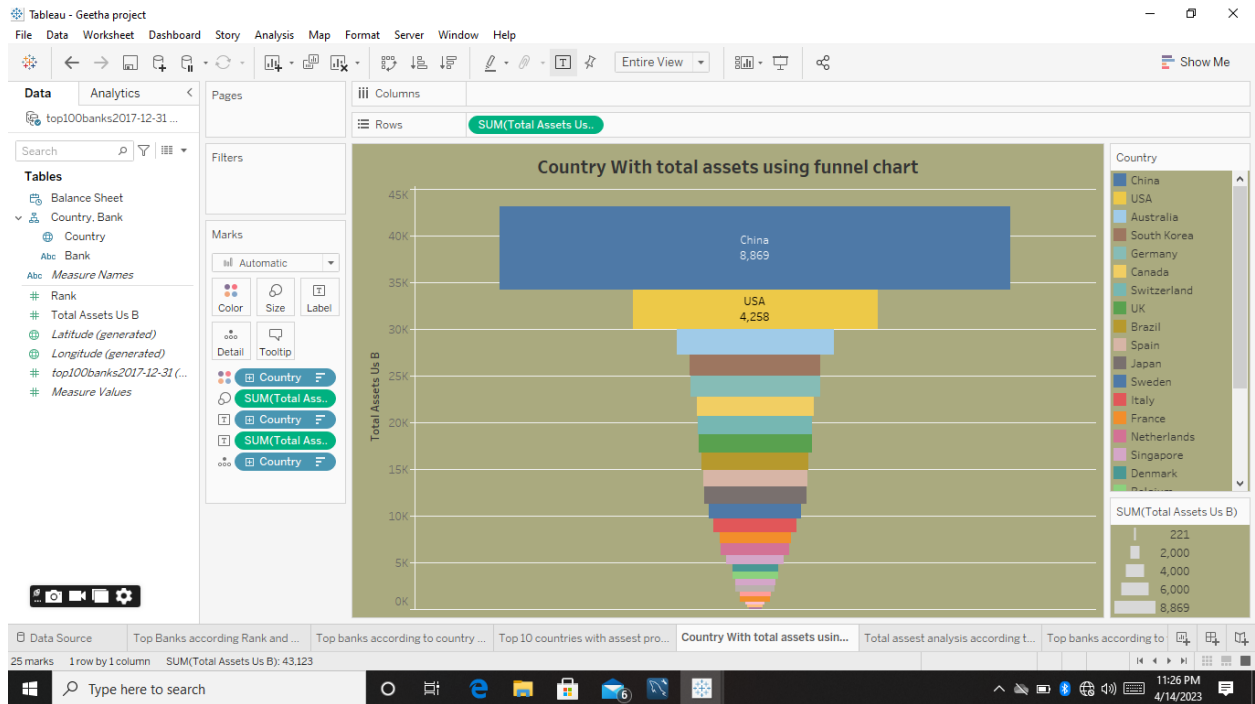 Tableau - Geetha project
File Data Worksheet Dashboard Story Analysis Map Format Server Window Help
Entire View
Show Me
Data Analytics
top100banks2017-12-31 ...
Search
Tables
Balance Sheet
Country, Bank
Country
Abc Bank
Abc Measure Names
# Rank
# Total Assets Us B
Latitude (generated)
Longitude (generated)
# top100banks2017-12-31 (...
# Measure Values
Pages
Filters
Marks
Automatic
Color Size Label
Detail Tooltip
Country
SUM(Total Ass..
Country
SUM(Total Ass..
Country
Columns
Rows SUM(Total Assets Us..
Country With total assets using funnel chart
Total Assets Us B
45K
40K
35K
30K
25K
20K
15K
10K
5K
0K
China
8,869
USA
4,258
Country
China
USA
Australia
South Korea
Germany
Canada
Switzerland
UK
Brazil
Spain
Japan
Sweden
Italy
France
Netherlands
Singapore
Denmark
Belgium
SUM(Total Assets Us B)
221
2,000
4,000
6,000
8,869
Data Source Top Banks according Rank and ... Top banks according to country ... Top 10 countries with assest pro... Country With total assets usin... Total assest analysis according t... Top banks according to
25 marks 1 row by 1 column SUM(Total Assets Us B): 43,123
Type here to search
6
11:26 PM
4/14/2023